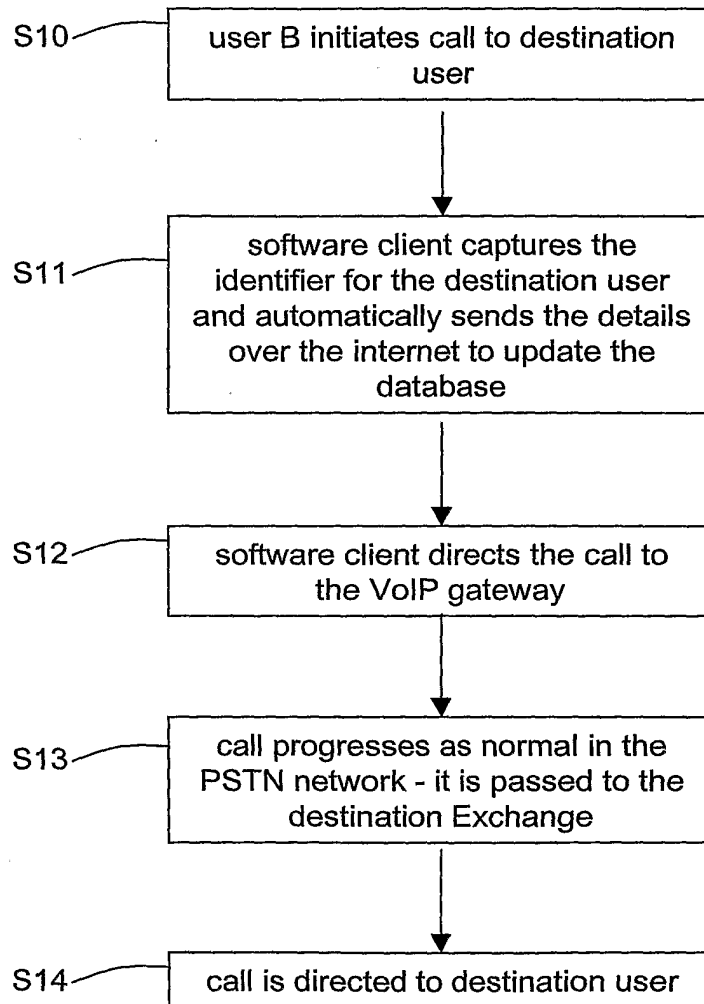 S10
user B initiates call to destination
user
S11
software client captures the
identifier for the destination user
and automatically sends the details
over the internet to update the
database
S12
software client directs the call to
the VoIP gateway
S13
call progresses as normal in the
PSTN network - it is passed to the
destination Exchange
S14
call is directed to destination user